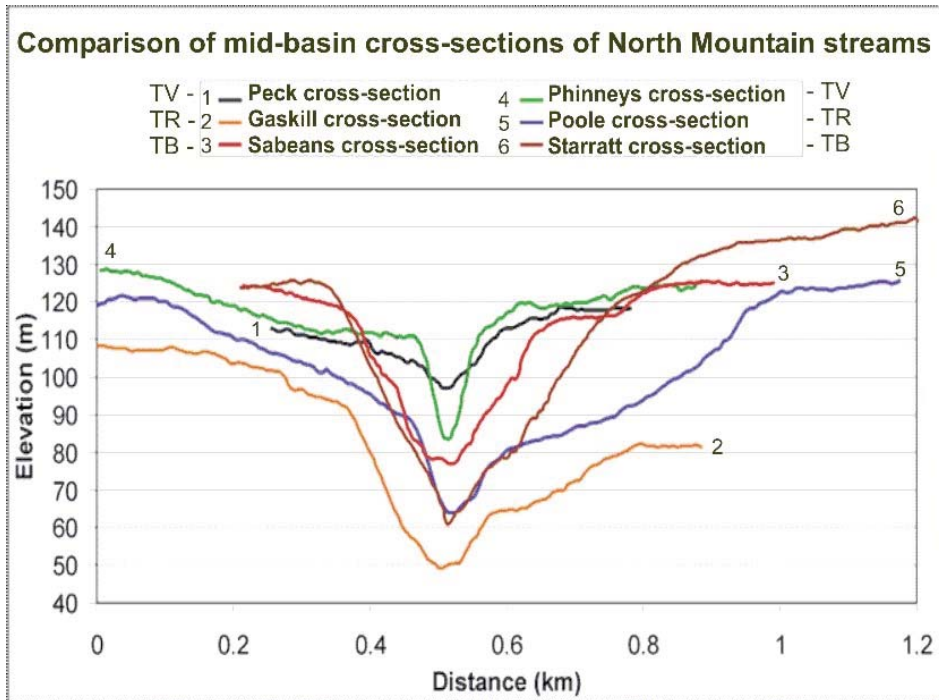 Comparison of mid-basin cross-sections of North Mountain streams
TV - 1 Peck cross-section 4 Phinneys cross-section - TV
TR - 2 Gaskill cross-section 5 Poole cross-section - TR
TB - 3 Sabeans cross-section 6 Starratt cross-section - TB
150
140
130
120
110
100
90
80
70
60
50
40
Elevation (m)
4
1
6
3
5
2
0 0.2 0.4 0.6 0.8 1 1.2
Distance (km)